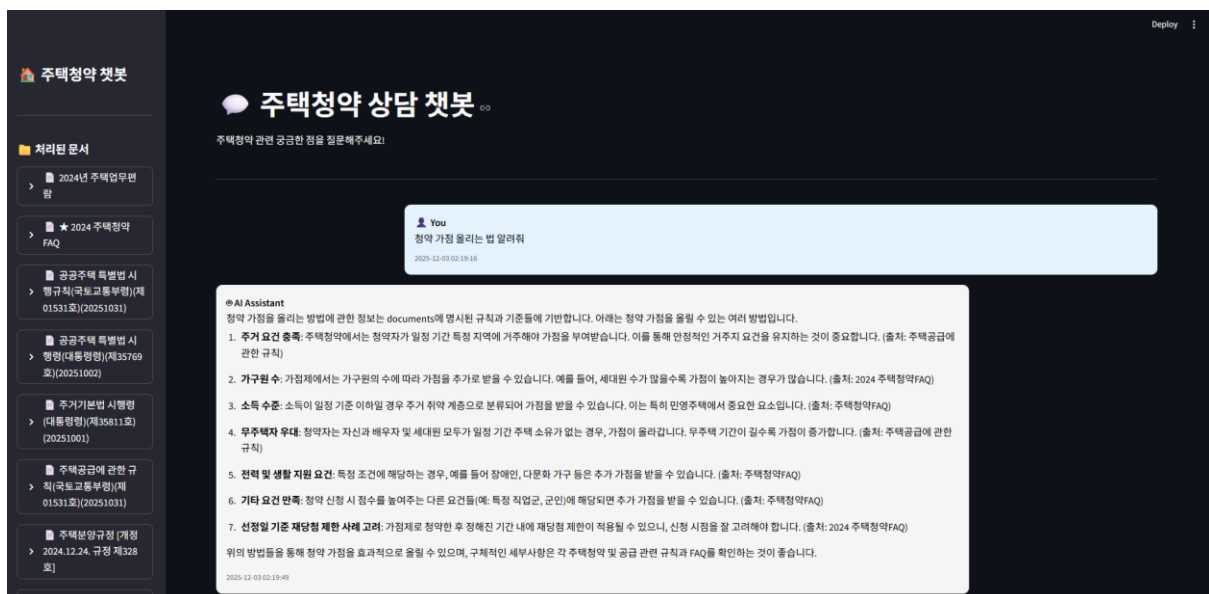 Deploy
🏠 주택청약 챗봇
📁 처리된 문서
📄 2024년 주택업무편
람
📄 ★ 2024 주택청약
FAQ
📄 공공주택 특별법 시
행규칙(국토교통부령)(제
01531호)(20251031)
📄 공공주택 특별법 시
행령(대통령령)(제35769
호)(20251002)
📄 주거기본법 시행령
(대통령령)(제35811호)
(20251001)
📄 주택공급에 관한 규
칙(국토교통부령)(제
01531호)(20251031)
📄 주택분양규정 [개정
2024.12.24. 규정 제328
호]
💬 주택청약 상담 챗봇
주택청약 관련 궁금한 점을 질문해주세요!
👤 You
청약 가점 올리는 법 알려줘
2025-12-03 02:19:16
AI Assistant
청약 가점을 올리는 방법에 관한 정보는 documents에 명시된 규칙과 기준들에 기반합니다. 아래는 청약 가점을 올릴 수 있는 여러 방법입니다.
1. 주거 요건 충족: 주택청약에서는 청약자가 일정 기간 특정 지역에 거주해야 가점을 부여받습니다. 이를 통해 안정적인 거주지 요건을 유지하는 것이 중요합니다. (출처: 주택공급에
관한 규칙)
2. 가구원 수: 가점제에서는 가구원의 수에 따라 가점을 추가로 받을 수 있습니다. 예를 들어, 세대원 수가 많을수록 가점이 높아지는 경우가 많습니다. (출처: 2024 주택청약FAQ)
3. 소득 수준: 소득이 일정 기준 이하일 경우 주거 취약 계층으로 분류되어 가점을 받을 수 있습니다. 이는 특히 민영주택에서 중요한 요소입니다. (출처: 주택청약FAQ)
4. 무주택자 우대: 청약자는 자신과 배우자 및 세대원 모두가 일정 기간 주택 소유가 없는 경우, 가점이 올라갑니다. 무주택 기간이 길수록 가점이 증가합니다. (출처: 주택공급에 관한
규칙)
5. 전력 및 생활 지원 요건: 특정 조건에 해당하는 경우, 예를 들어 장애인, 다문화 가구 등은 추가 가점을 받을 수 있습니다. (출처: 주택청약FAQ)
6. 기타 요건 만족: 청약 신청 시 점수를 높여주는 다른 요건들(예: 특정 직업군, 군인)에 해당되면 추가 가점을 받을 수 있습니다. (출처: 주택청약FAQ)
7. 선정일 기준 재당첨 제한 사례 고려: 가점제로 청약한 후 정해진 기간 내에 재당첨 제한이 적용될 수 있으니, 신청 시점을 잘 고려해야 합니다. (출처: 2024 주택청약FAQ)
위의 방법들을 통해 청약 가점을 효과적으로 올릴 수 있으며, 구체적인 세부사항은 각 주택청약 및 공급 관련 규칙과 FAQ를 확인하는 것이 좋습니다.
2025-12-03 02:19:49